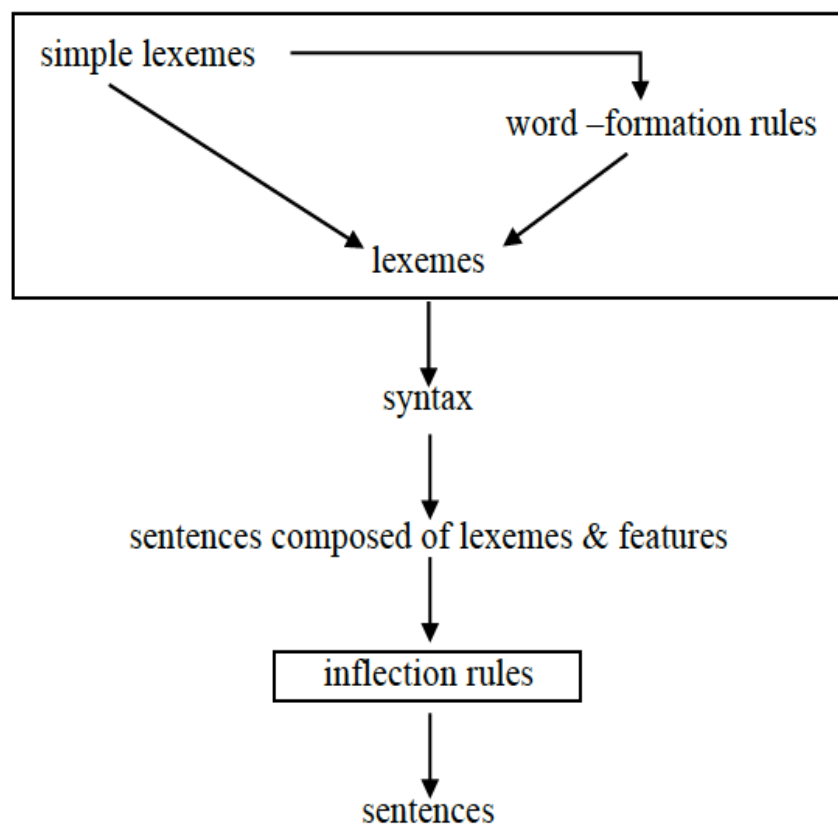 simple lexemes
word –formation rules
lexemes
syntax
sentences composed of lexemes & features
inflection rules
sentences